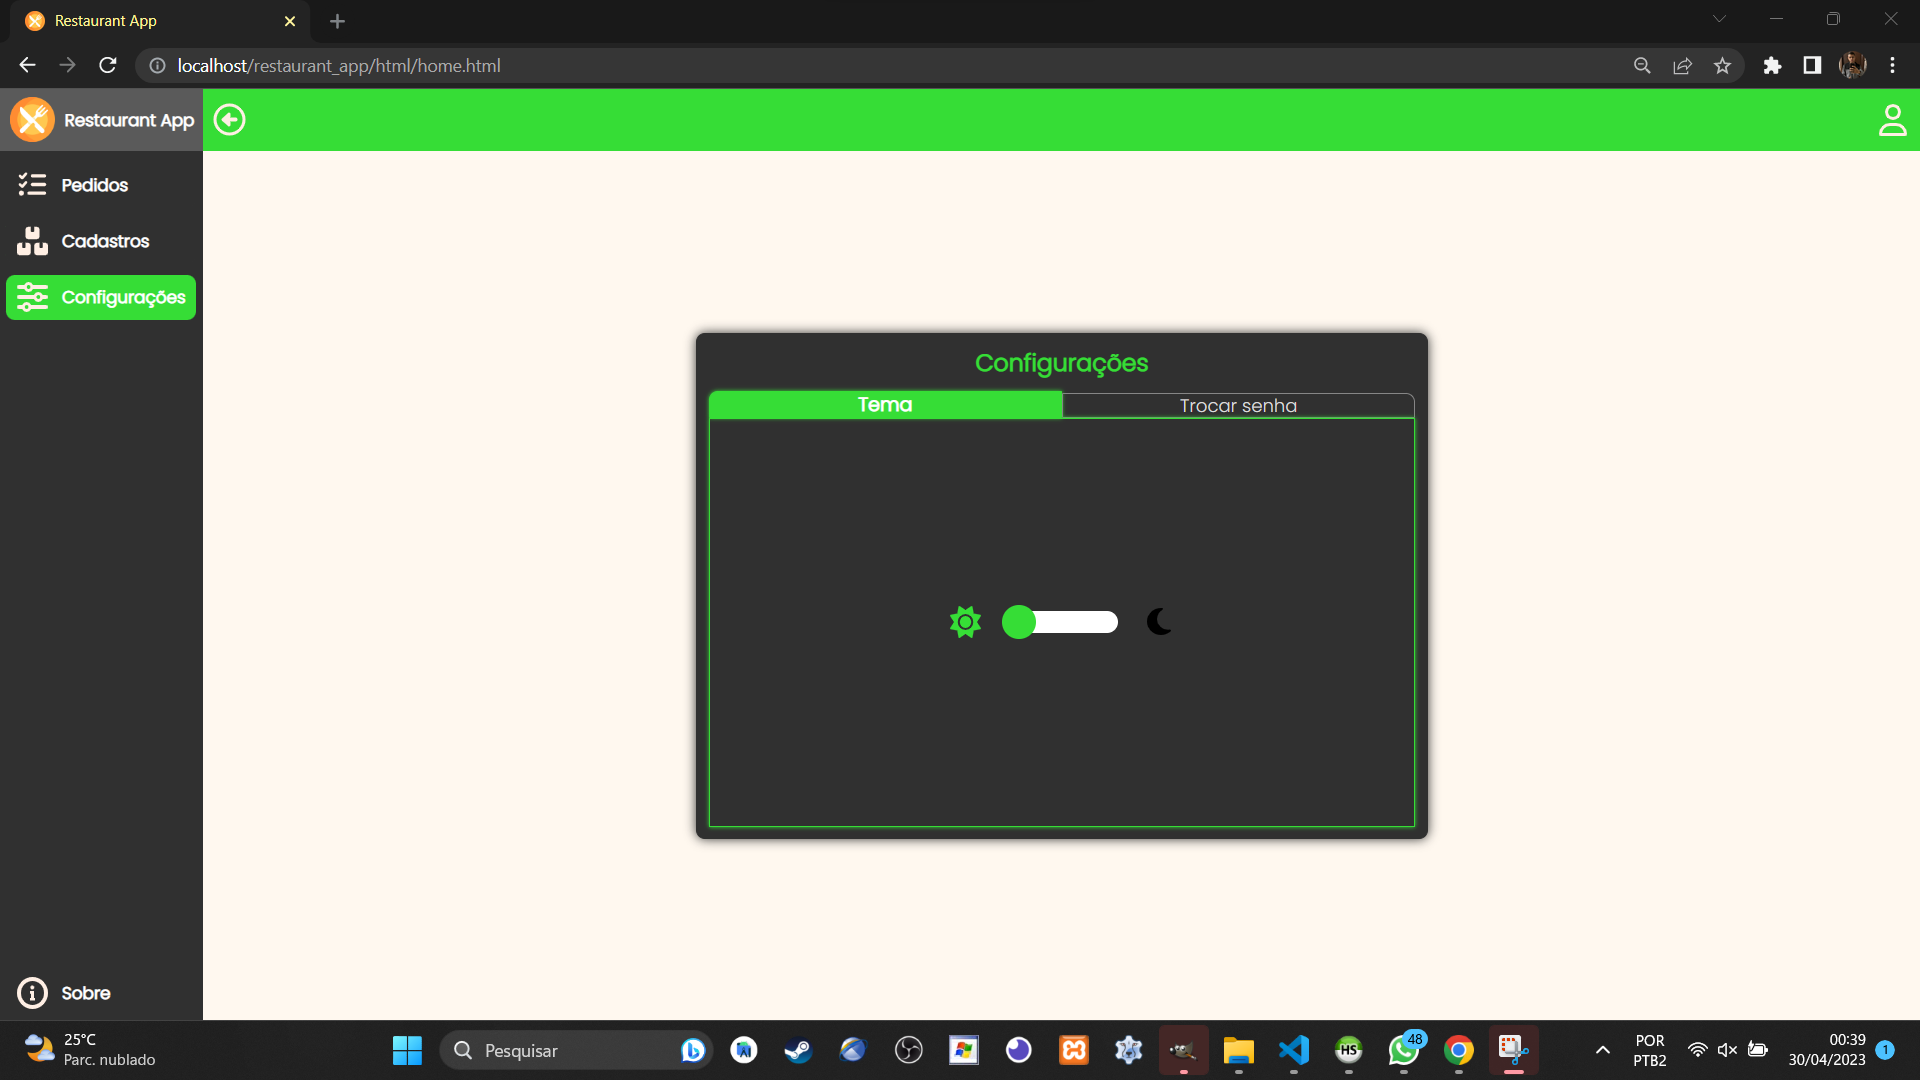 Restaurant App
localhost/restaurant_app/html/home.html
Restaurant App
Pedidos
Cadastros
Configurações
Configurações
Tema
Trocar senha
Sobre
25°C
Parc. nublado
Pesquisar
HS
48
POR
PTB2
00:39
30/04/2023
1